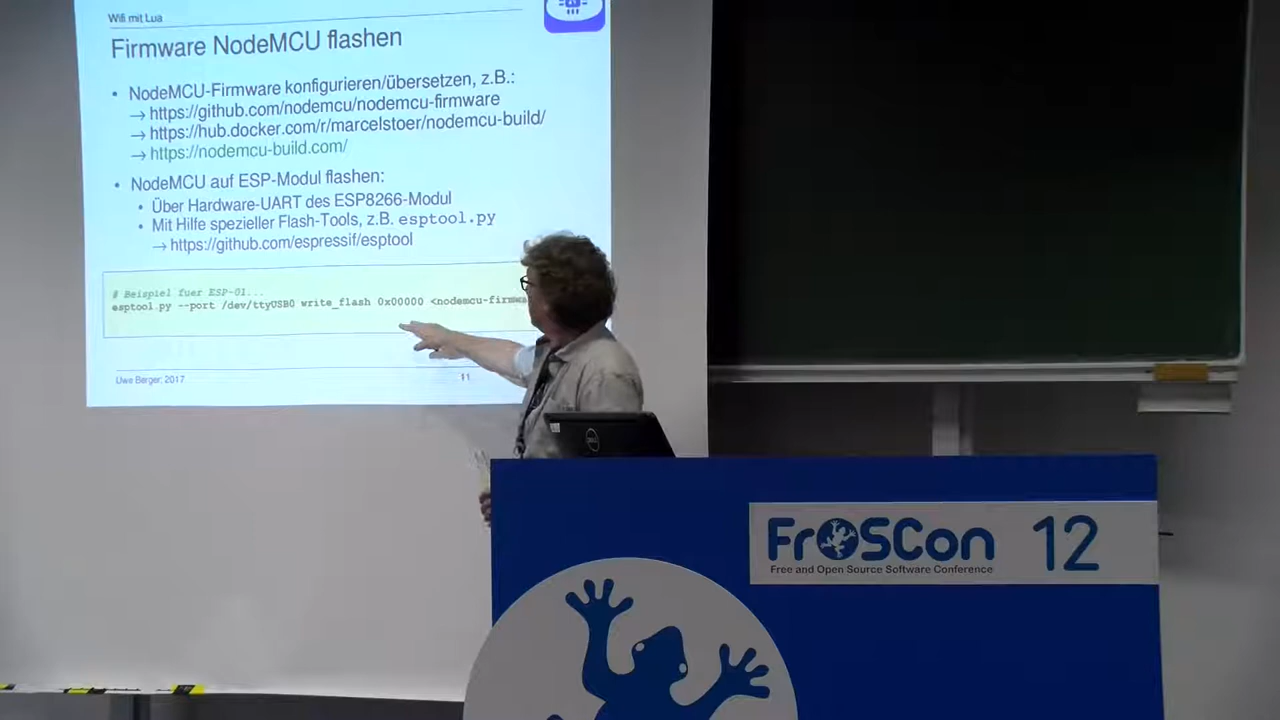 Wifi mit Lua
Firmware NodeMCU flashen
• NodeMCU-Firmware konfigurieren/übersetzen, z.B.:
→ https://github.com/nodemcu/nodemcu-firmware
→ https://hub.docker.com/r/marcelstoer/nodemcu-build/
→ https://nodemcu-build.com/
• NodeMCU auf ESP-Modul flashen:
• Über Hardware-UART des ESP8266-Modul
• Mit Hilfe spezieller Flash-Tools, z.B. esptool.py
→ https://github.com/espressif/esptool
# Beispiel fuer ESP-01...
esptool.py --port /dev/ttyUSB0 write_flash 0x00000 <nodemcu-firmwa
Uwe Berger; 2017
11
DELL
FrOSCon 12
Free and Open Source Software Conference